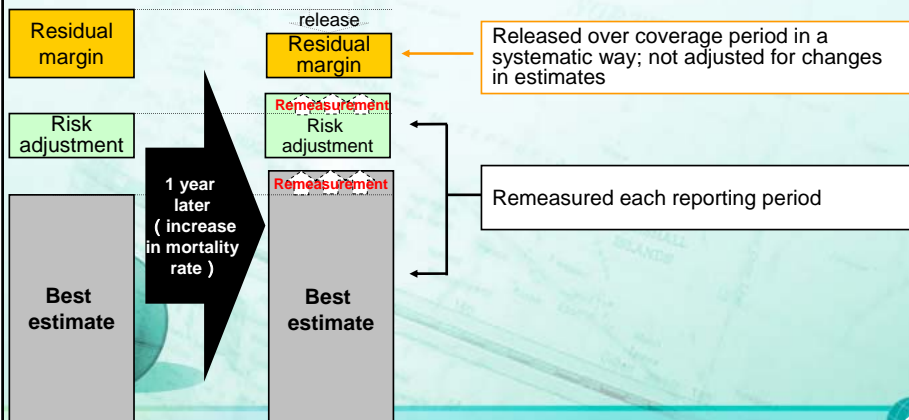 Residual
margin
release
Residual
margin
Released over coverage period in a
systematic way; not adjusted for changes
in estimates
Risk
adjustment
Remeasurement
Risk
adjustment
1 year
later
( increase
in mortality
rate )
Remeasurement
Remeasured each reporting period
Best
estimate
Best
estimate
ISLANDS